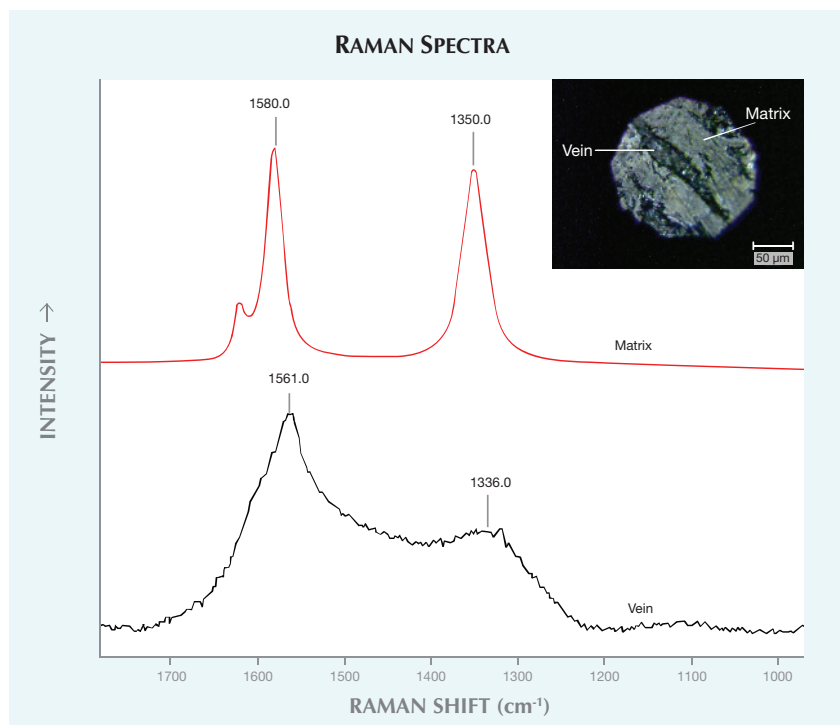 RAMAN SPECTRA
1580.0
1350.0
Matrix
Vein
50 µm
Matrix
1561.0
1336.0
Vein
INTENSITY →
1700 1600 1500 1400 1300 1200 1100 1000
RAMAN SHIFT (cm-1)